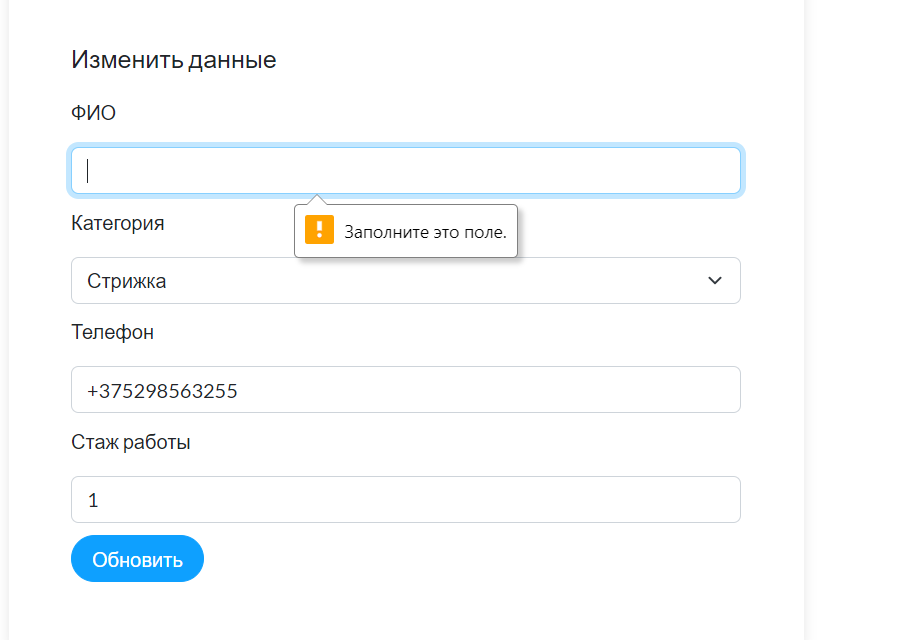 Изменить данные
ФИО
Заполните это поле.
Категория
Стрижка
Телефон
+375298563255
Стаж работы
1
Обновить